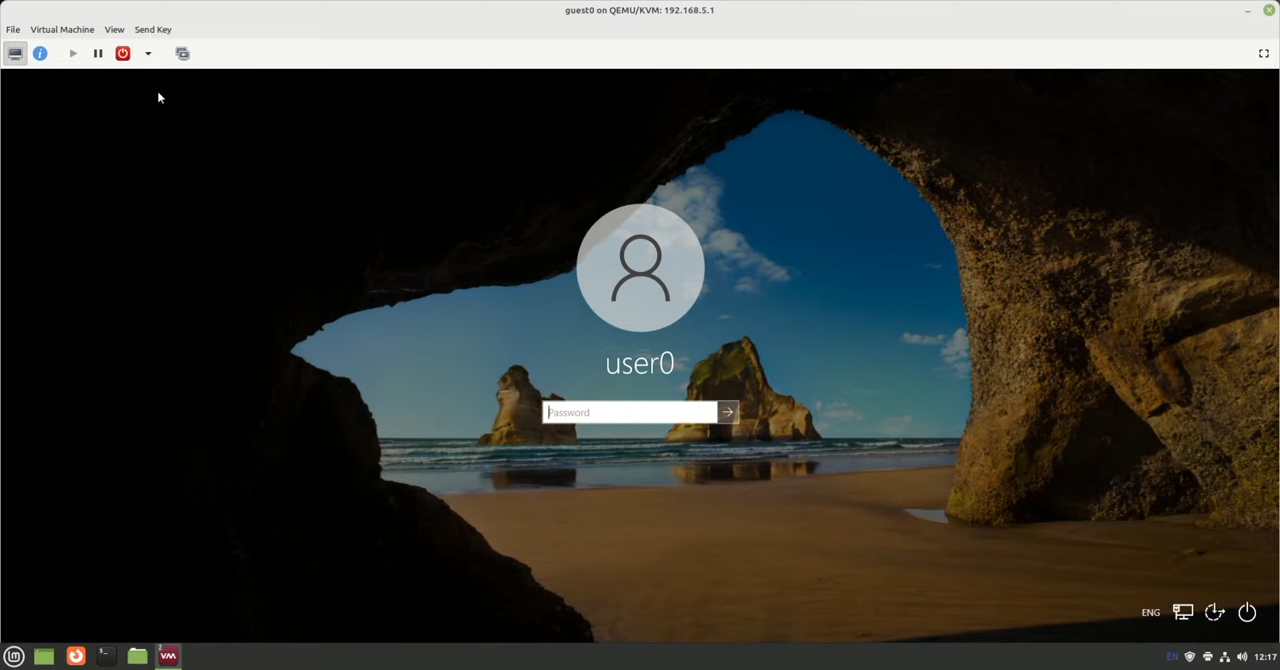 guest0 on QEMU/KVM: 192.168.5.1
File Virtual Machine View Send Key
user0
Password
ENG
EN 12:17